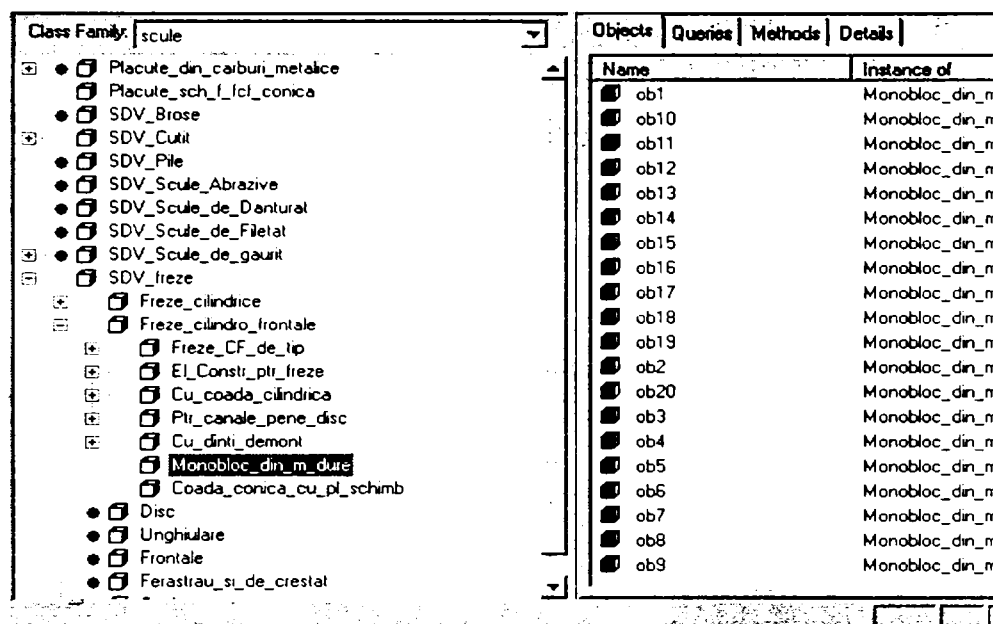 Class Family: scule
Placute_din_carburi_metalice
Placute_sch_f_fcf_conica
SDV_Brose
SDV_Cutit
SDV_Pile
SDV_Scule_Abrazive
SDV_Scule_de_Danturat
SDV_Scule_de_Filetat
SDV_Scule_de_gaurit
SDV_freze
Freze_cilindrice
Freze_cilindro_frontale
Freze_CF_de_tip
El_Constr_ptr_freze
Cu_coada_cilindrica
Ptr_canale_pene_disc
Cu_dinti_demont
Monobloc_din_m_dure
Coada_conica_cu_pl_schimb
Disc
Unghiulare
Frontale
Ferastrau_si_de_crestat
Objects Queries Methods Details
Name Instance of
ob1 Monobloc_din_m
ob10 Monobloc_din_m
ob11 Monobloc_din_m
ob12 Monobloc_din_m
ob13 Monobloc_din_m
ob14 Monobloc_din_m
ob15 Monobloc_din_m
ob16 Monobloc_din_m
ob17 Monobloc_din_m
ob18 Monobloc_din_m
ob19 Monobloc_din_m
ob2 Monobloc_din_m
ob20 Monobloc_din_m
ob3 Monobloc_din_m
ob4 Monobloc_din_m
ob5 Monobloc_din_m
ob6 Monobloc_din_m
ob7 Monobloc_din_m
ob8 Monobloc_din_m
ob9 Monobloc_din_m